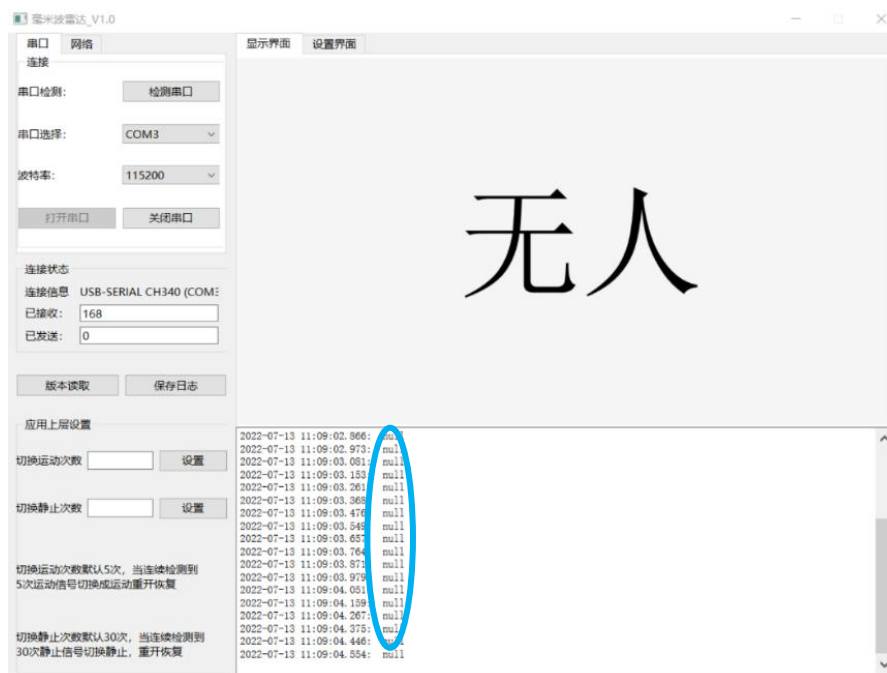 毫米波雷达_V1.0
串口 网络
连接
串口检测: 检测串口
串口选择: COM3
波特率: 115200
打开串口 关闭串口
连接状态
连接信息 USB-SERIAL CH340 (COM3
已接收: 168
已发送: 0
版本读取 保存日志
应用上层设置
切换运动次数 设置
切换静止次数 设置
切换运动次数默认5次，当连续检测到
5次运动信号切换成运动重开恢复
切换静止次数默认30次，当连续检测到
30次静止信号切换静止，重开恢复
显示界面 设置界面
无人
2022-07-13 11:09:02.866: null
2022-07-13 11:09:02.973: null
2022-07-13 11:09:03.081: null
2022-07-13 11:09:03.153: null
2022-07-13 11:09:03.261: null
2022-07-13 11:09:03.368: null
2022-07-13 11:09:03.476: null
2022-07-13 11:09:03.549: null
2022-07-13 11:09:03.657: null
2022-07-13 11:09:03.764: null
2022-07-13 11:09:03.871: null
2022-07-13 11:09:03.979: null
2022-07-13 11:09:04.051: null
2022-07-13 11:09:04.159: null
2022-07-13 11:09:04.267: null
2022-07-13 11:09:04.375: null
2022-07-13 11:09:04.446: null
2022-07-13 11:09:04.554: null